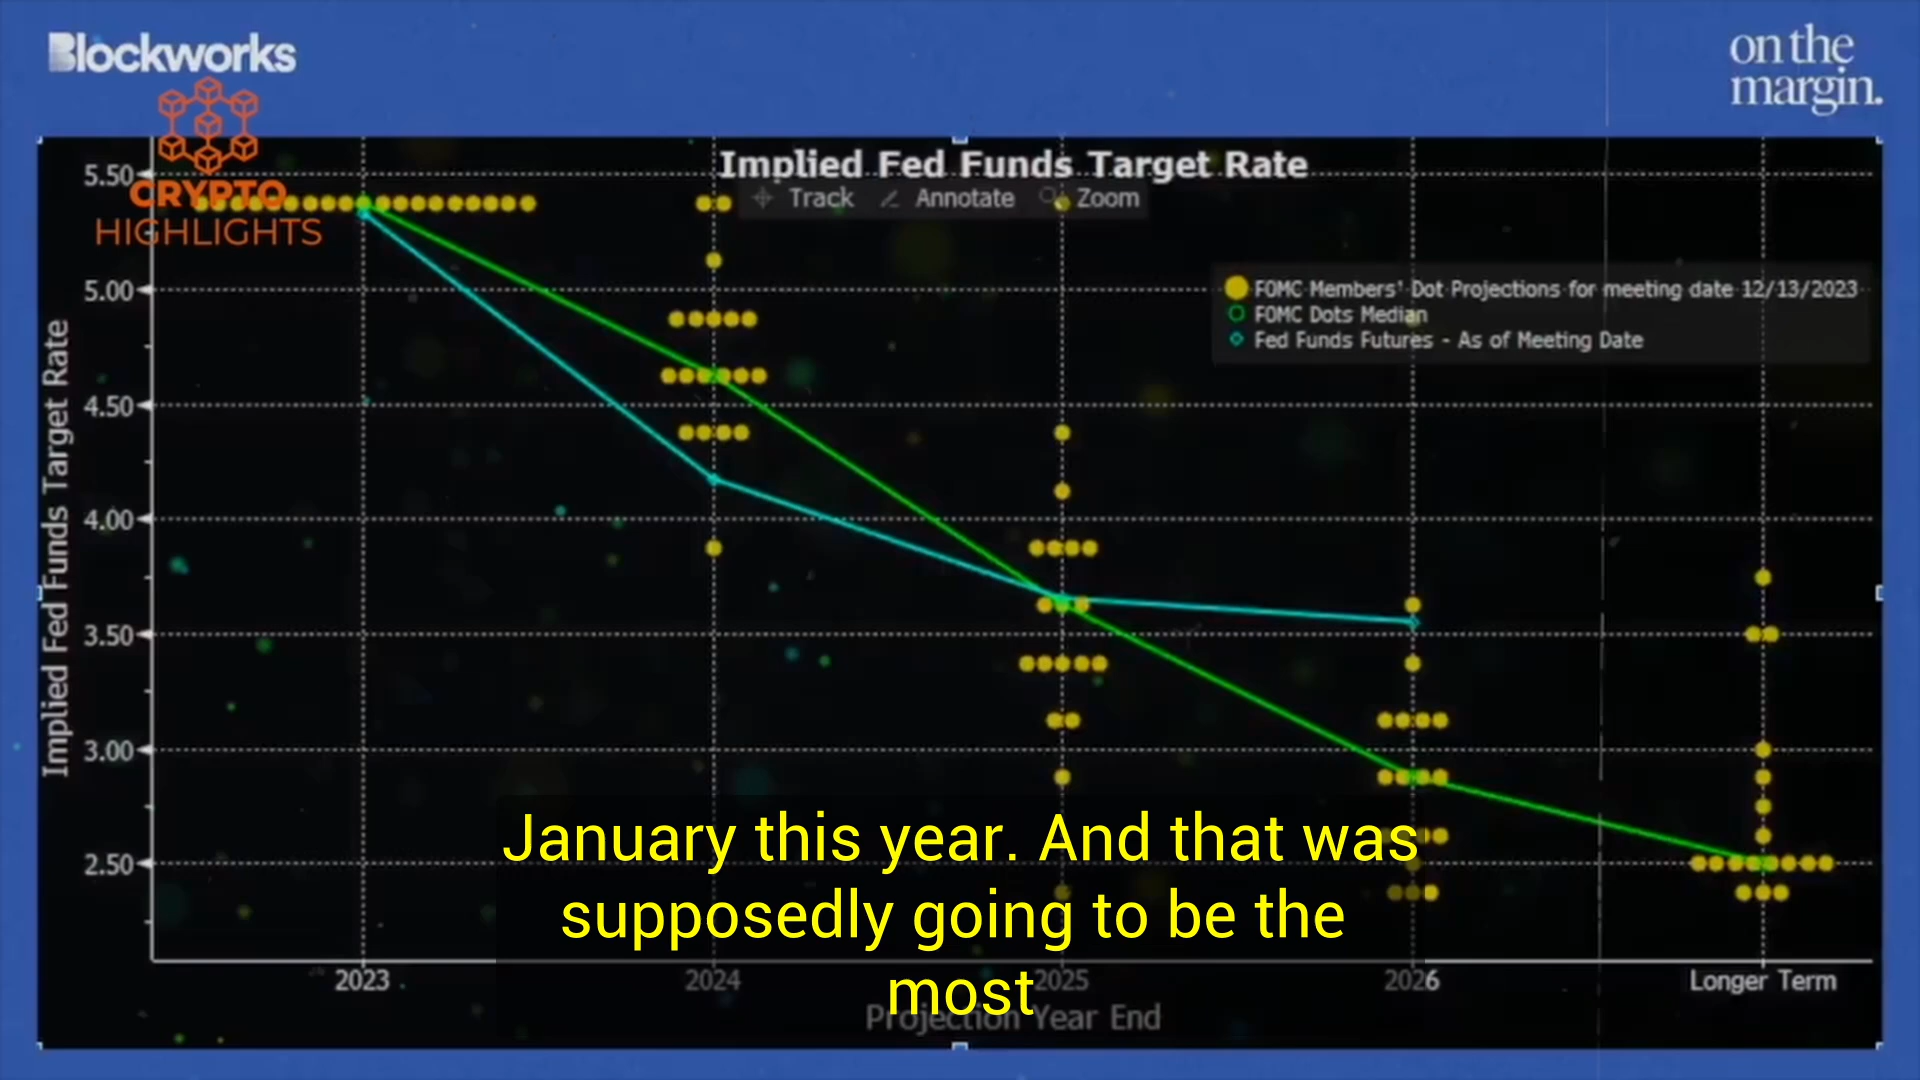 Blockworks
on the
margin.
CRYPTO
HIGHLIGHTS
Implied Fed Funds Target Rate
Track Annotate Zoom
FOMC Members' Dot Projections for meeting date 12/13/2023
FOMC Dots Median
Fed Funds Futures - As of Meeting Date
Implied Fed Funds Target Rate
5.50
5.00
4.50
4.00
3.50
3.00
2.50
January this year. And that was
supposedly going to be the
most
2023 2024 2025 2026 Longer Term
Projection Year End